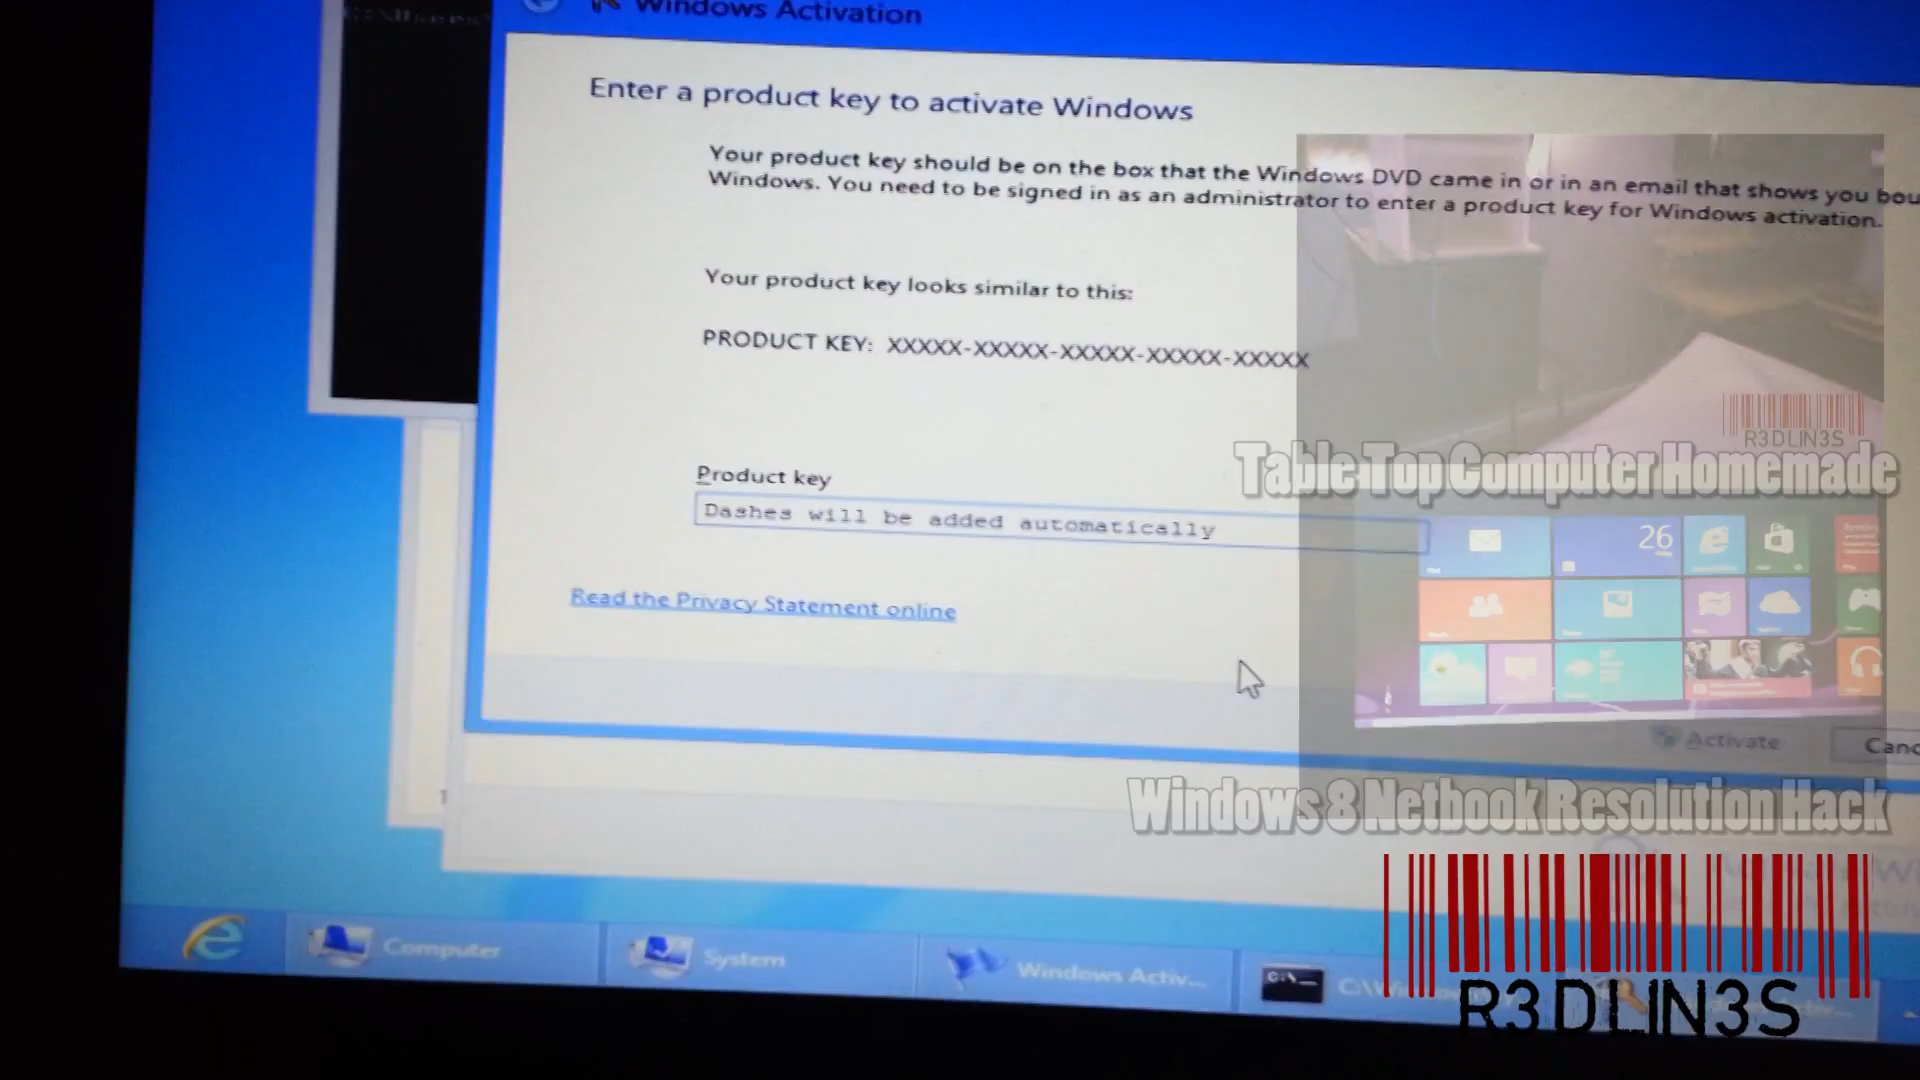 Windows Activation
Enter a product key to activate Windows
Your product key should be on the box that the Windows DVD came in or in an email that shows you bou
Windows. You need to be signed in as an administrator to enter a product key for Windows activation.
Your product key looks similar to this:
PRODUCT KEY: XXXXX-XXXXX-XXXXX-XXXXX-XXXXX
R3DLIN3S
Table Top Computer Homemade
Product key
Dashes will be added automatically
26
Read the Privacy Statement online
Activate
Canc
Windows 8 Netbook Resolution Hack
Computer
System
Windows Activ...
C:\Wi
R3DLIN3S